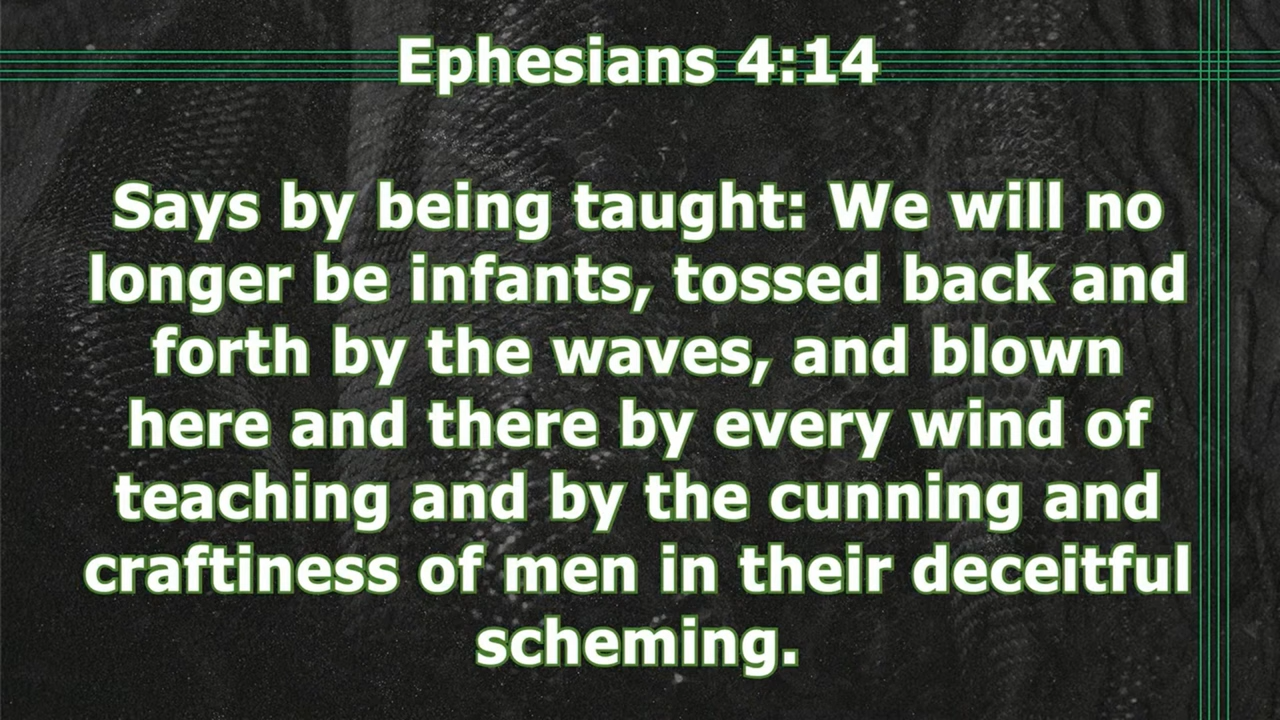 Ephesians 4:14
Says by being taught: We will no
longer be infants, tossed back and
forth by the waves, and blown
here and there by every wind of
teaching and by the cunning and
craftiness of men in their deceitful
scheming.